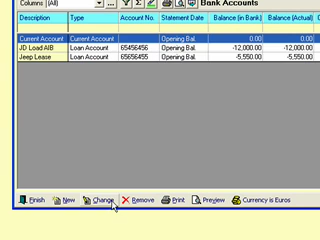 Columns (All) ... Σ Bank Accounts
Description Type Account No. Statement Date Balance (in Bank) Balance (Actual)
Current Account Current Account Opening Bal. 0.00 0.00
JD Load AIB Loan Account 65456456 Opening Bal. -12,000.00 -12,000.00
Jeep Lease Loan Account 65656455 Opening Bal. -5,550.00 -5,550.00
Finish New Change Remove Print Preview Currency is Euros